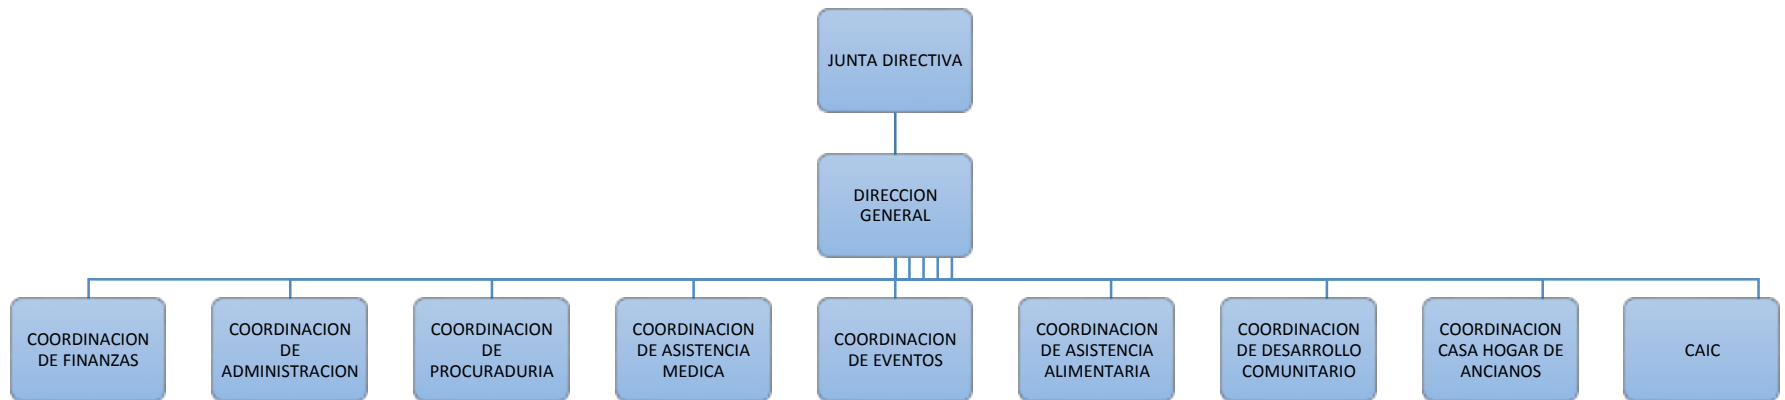 JUNTA DIRECTIVA
DIRECCION
GENERAL
COORDINACION
DE FINANZAS
COORDINACION
DE
ADMINISTRACION
COORDINACION
DE
PROCURADURIA
COORDINACION
DE ASISTENCIA
MEDICA
COORDINACION
DE EVENTOS
COORDINACION
DE ASISTENCIA
ALIMENTARIA
COORDINACION
DE DESARROLLO
COMUNITARIO
COORDINACION
CASA HOGAR DE
ANCIANOS
CAIC